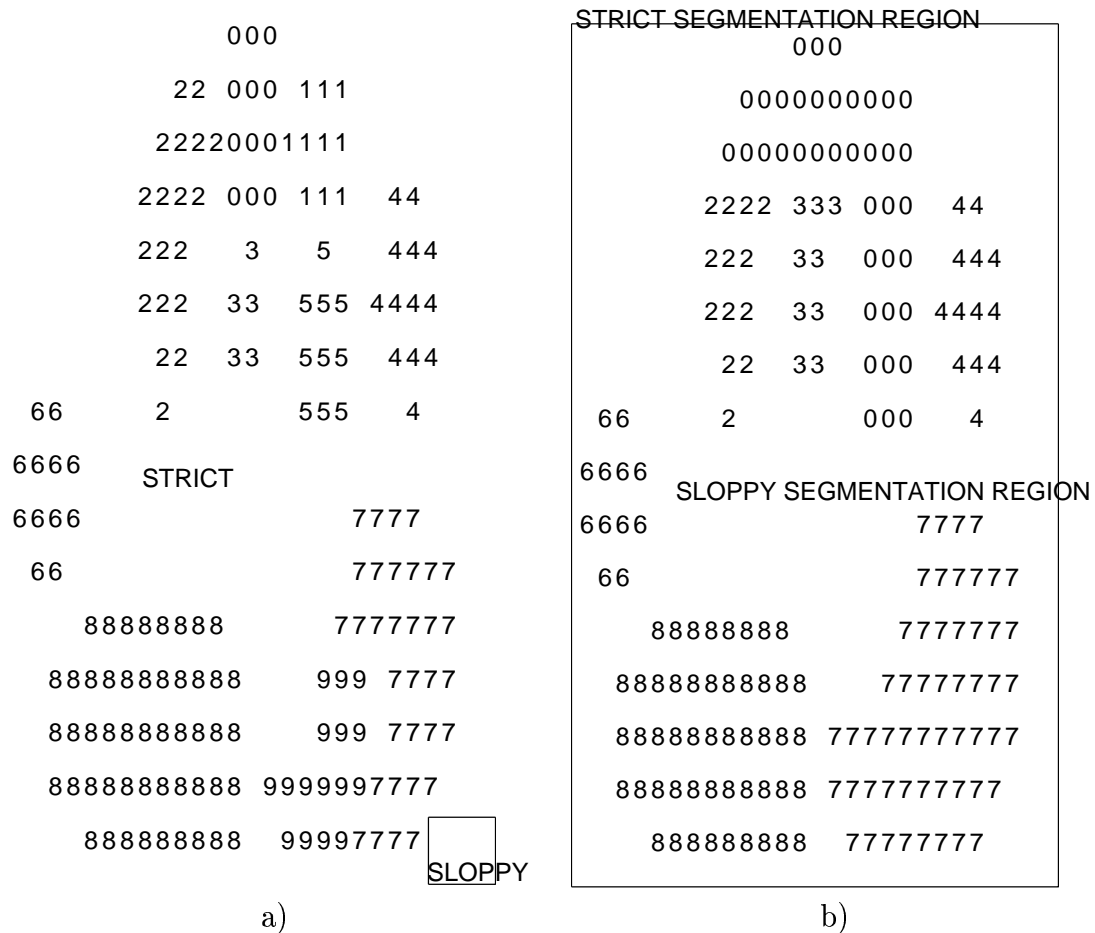 000
22 000 111
22220001111
2222 000 111 44
222 3 5 444
222 33 555 4444
22 33 555 444
66 2 555 4
6666 STRICT
6666 7777
66 777777
88888888 7777777
88888888888 999 7777
88888888888 999 7777
88888888888 9999997777
888888888 99997777
SLOPPY
a)
STRICT SEGMENTATION REGION
000
0000000000
00000000000
2222 333 000 44
222 33 000 444
222 33 000 4444
22 33 000 444
66 2 000 4
6666
SLOPPY SEGMENTATION REGION
6666 7777
66 777777
88888888 7777777
88888888888 77777777
88888888888 77777777777
88888888888 7777777777
888888888 77777777
b)